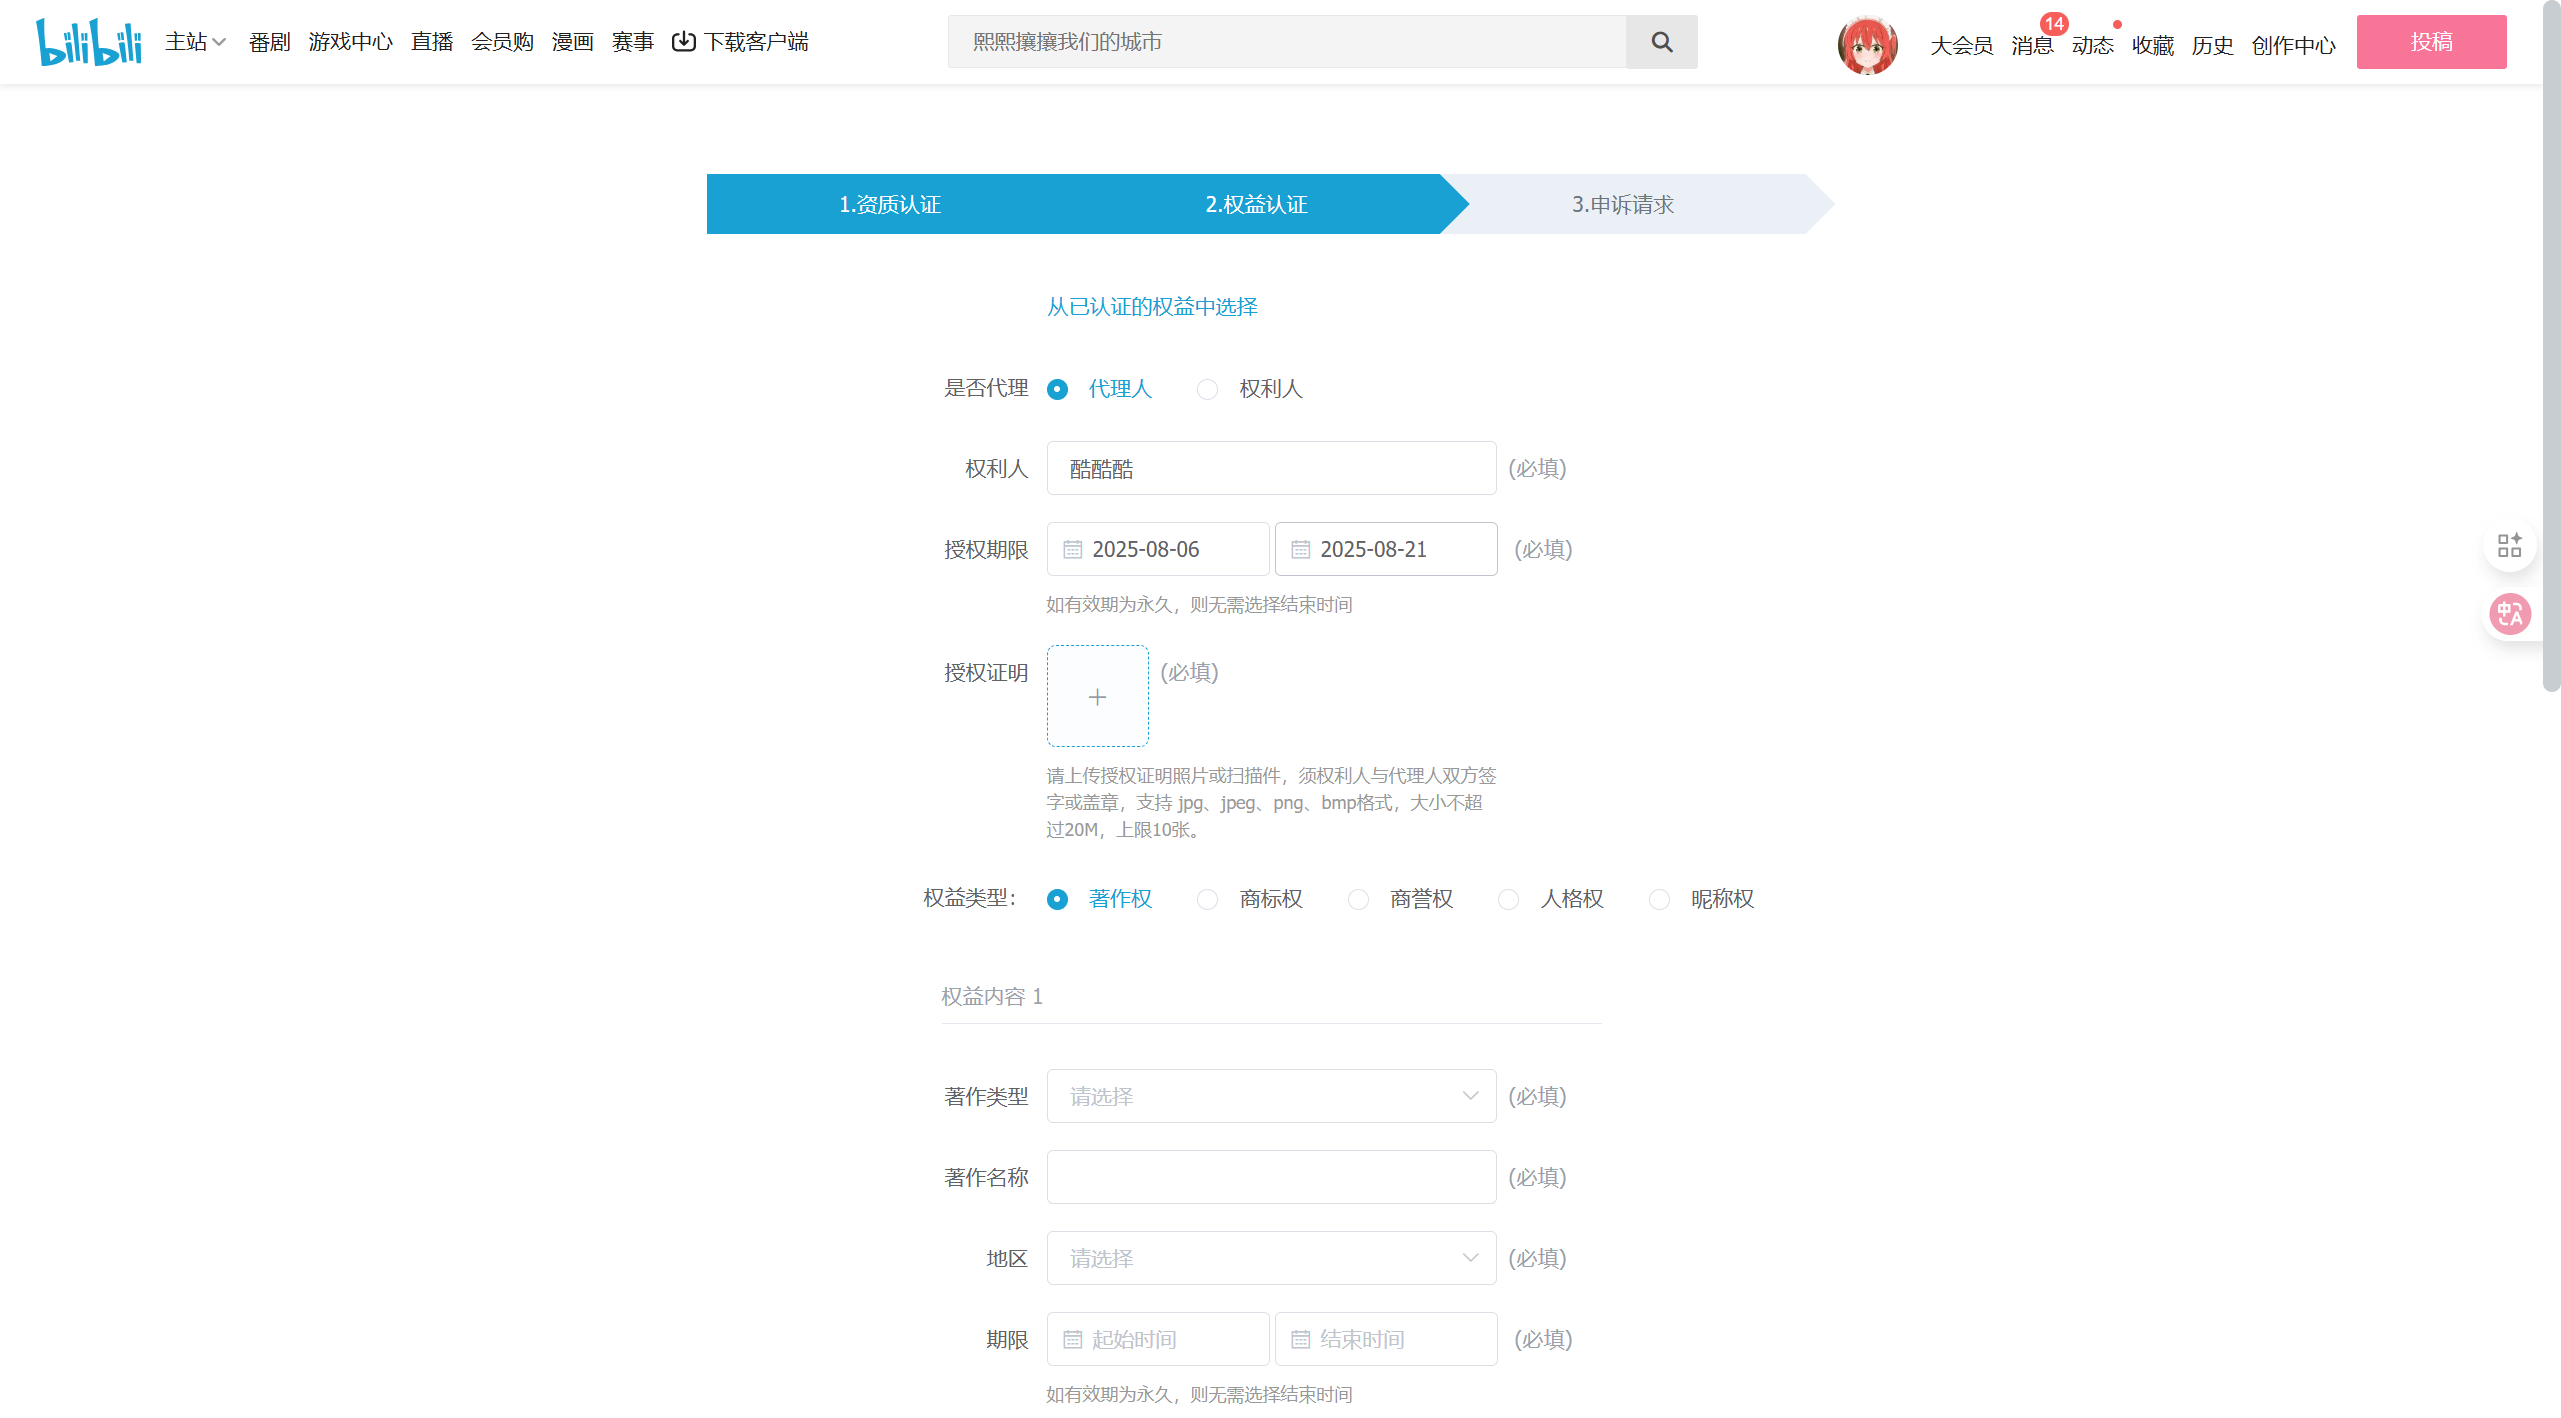 bilibili 主站 番剧 游戏中心 直播 会员购 漫画 赛事 下载客户端 熙熙攘攘我们的城市 大会员 消息 14 动态 收藏 历史 创作中心 投稿
1.资质认证 2.权益认证 3.申诉请求
从已认证的权益中选择
是否代理 代理人 权利人
权利人 酷酷酷 (必填)
授权期限 2025-08-06 2025-08-21 (必填)
如有效期为永久，则无需选择结束时间
授权证明 (必填)
请上传授权证明照片或扫描件，须权利人与代理人双方签
字或盖章，支持 jpg、jpeg、png、bmp格式，大小不超
过20M，上限10张。
权益类型： 著作权 商标权 商誉权 人格权 昵称权
权益内容 1
著作类型 请选择 (必填)
著作名称 (必填)
地区 请选择 (必填)
期限 起始时间 结束时间 (必填)
如有效期为永久，则无需选择结束时间
中A